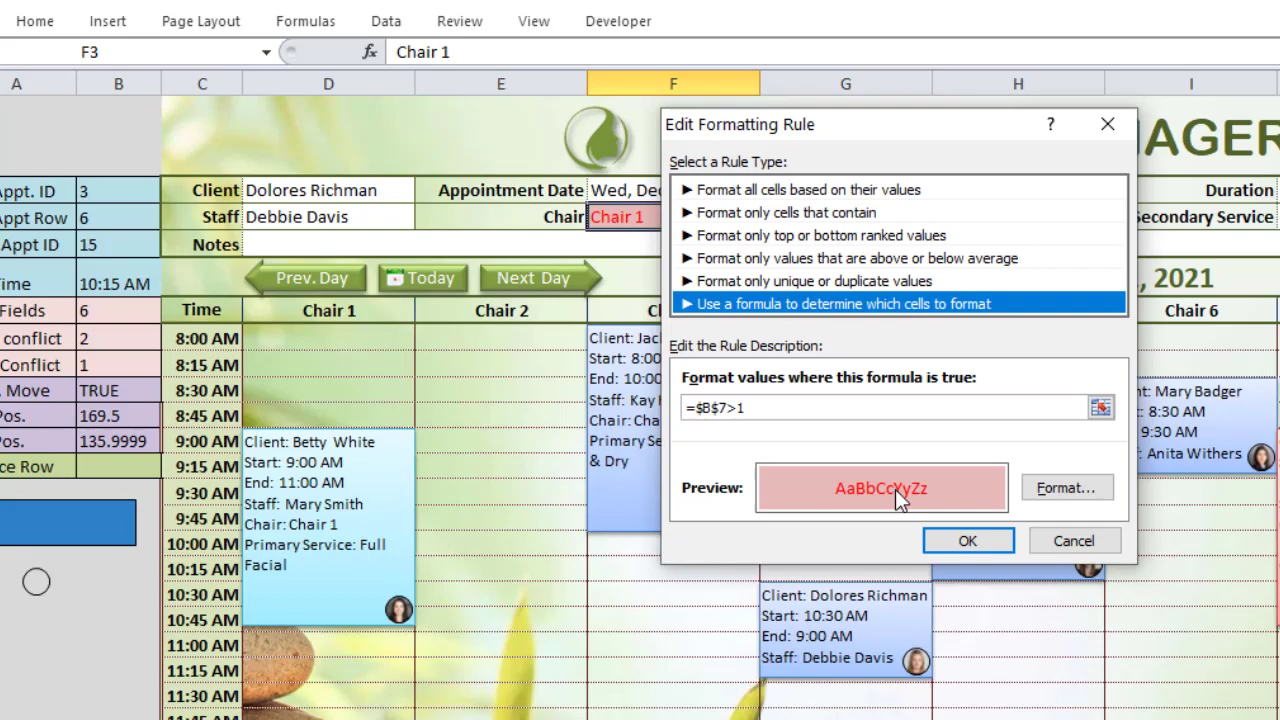 Home Insert Page Layout Formulas Data Review View Developer
F3 fx Chair 1
A B C D E F G H I
AGER
Appt. ID 3 Client Dolores Richman Appointment Date Wed, Dec Duration
Appt Row 6 Staff Debbie Davis Chair Chair 1 Secondary Service
Appt ID 15 Notes
ime 10:15 AM Prev. Day Today Next Day , 2021
Fields 6 Time Chair 1 Chair 2 Ch Chair 6
conflict 2
Conflict 1
. Move TRUE
Pos. 169.5
Pos. 135.9999
ce Row
8:00 AM
8:15 AM
8:30 AM
8:45 AM
9:00 AM
9:15 AM
9:30 AM
9:45 AM
10:00 AM
10:15 AM
10:30 AM
10:45 AM
11:00 AM
11:15 AM
11:30 AM
11:45 AM
Client: Betty White
Start: 9:00 AM
End: 11:00 AM
Staff: Mary Smith
Chair: Chair 1
Primary Service: Full
Facial
Client: Jac
Start: 8:00
End: 10:00
Staff: Kay
Chair: Cha
Primary Se
& Dry
Client: Dolores Richman
Start: 10:30 AM
End: 9:00 AM
Staff: Debbie Davis
nt: Mary Badger
: 8:30 AM
9:30 AM
: Anita Withers
Edit Formatting Rule ?
Select a Rule Type:
► Format all cells based on their values
► Format only cells that contain
► Format only top or bottom ranked values
► Format only values that are above or below average
► Format only unique or duplicate values
► Use a formula to determine which cells to format
Edit the Rule Description:
Format values where this formula is true:
=$B$7>1
Preview: AaBbCcXyZz Format...
OK Cancel